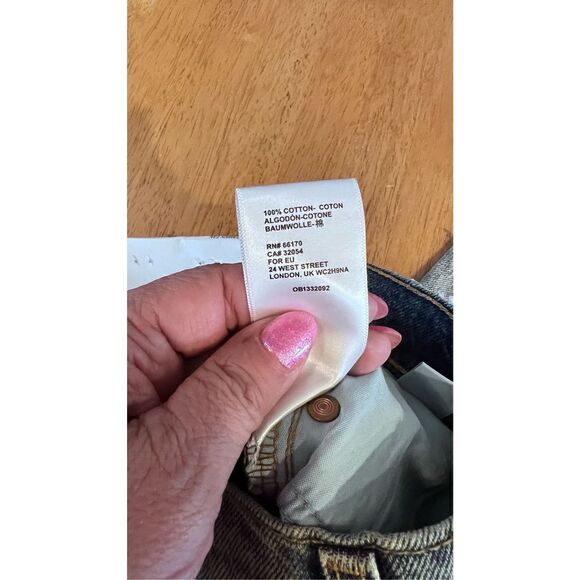 100% COTTON- COTON
ALGODÓN-COTONE
BAUMWOLLE-棉
RN# 66170
CA# 32054
FOR EU
24 WEST STREET
LONDON, UK WC2H9NA
OB1332092